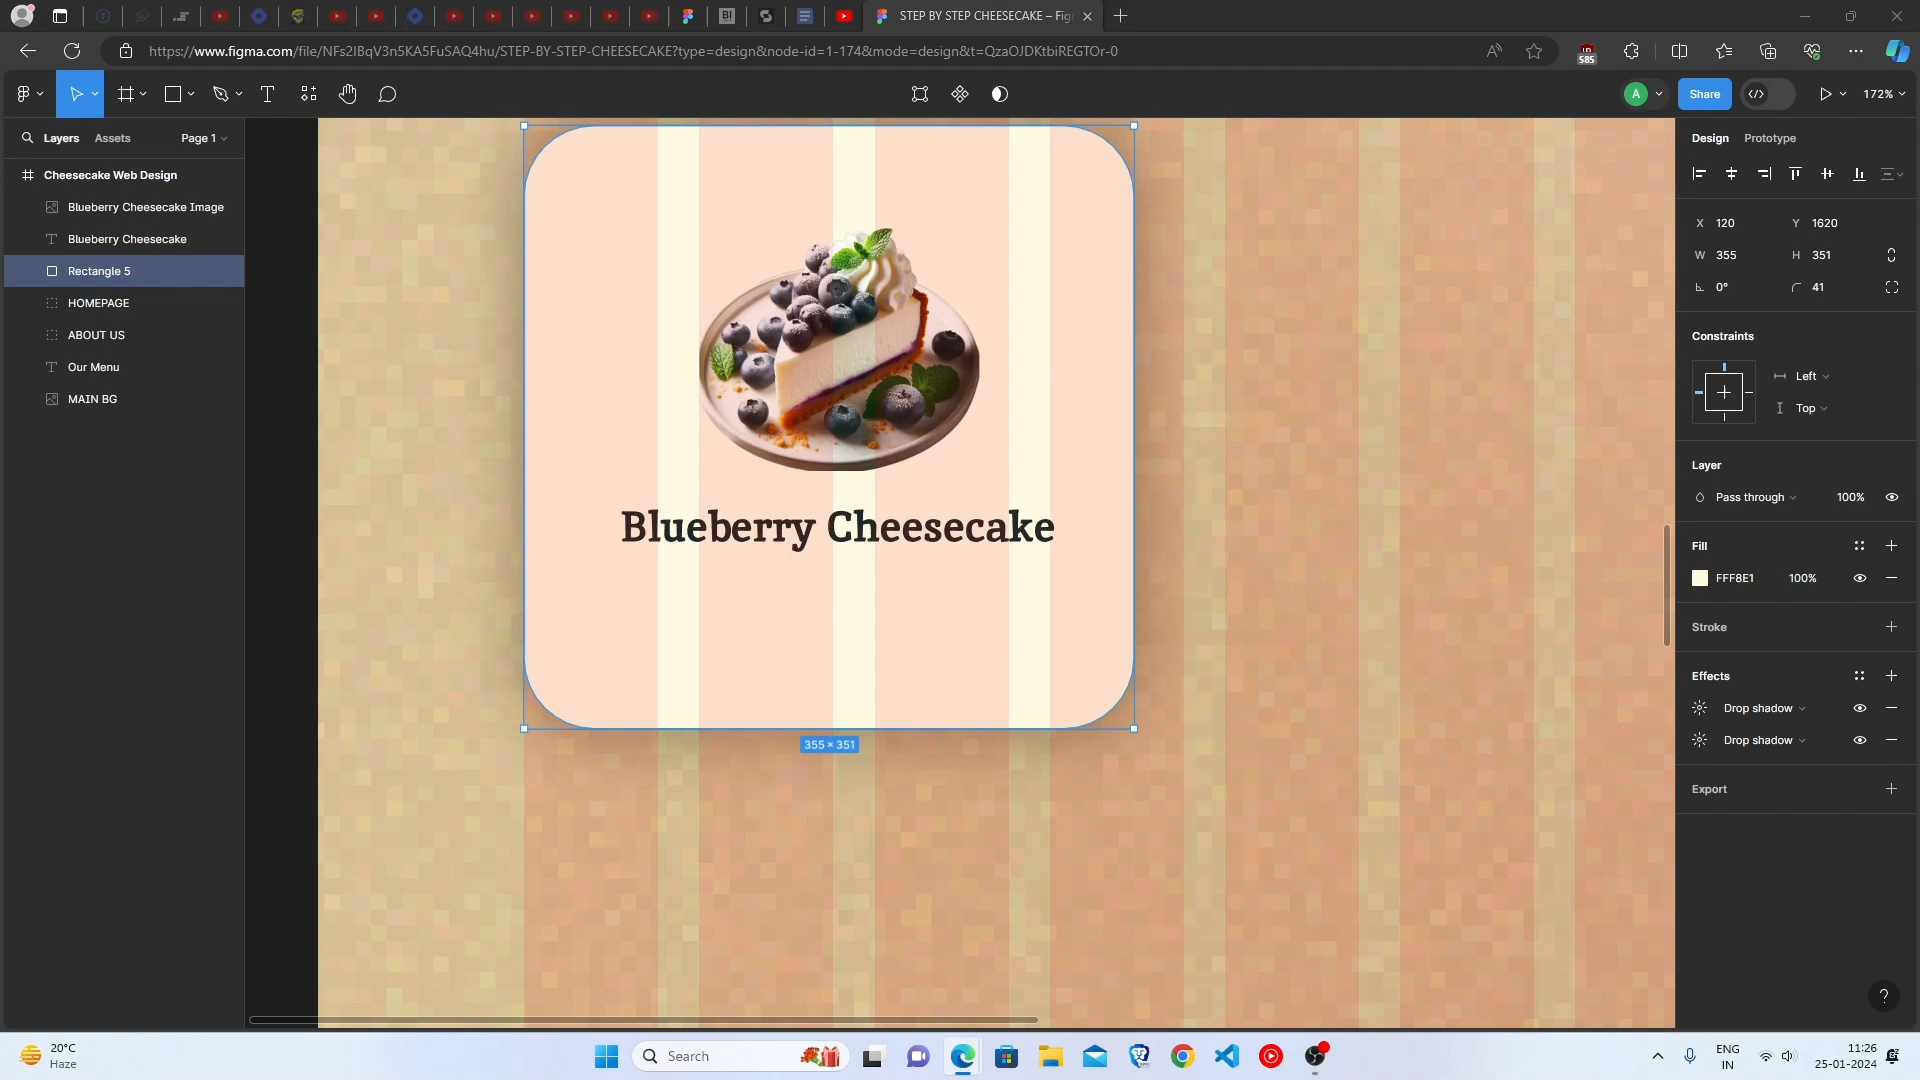 STEP BY STEP CHEESECAKE – Fig
https://www.figma.com/file/NFs2IBqV3n5KA5FuSAQ4hu/STEP-BY-STEP-CHEESECAKE?type=design&node-id=1-174&mode=design&t=QzaOJDKtbiREGTOr-0
585
A
Share
172%
Layers
Assets
Page 1
Cheesecake Web Design
Blueberry Cheesecake Image
Blueberry Cheesecake
Rectangle 5
HOMEPAGE
ABOUT US
Our Menu
MAIN BG
Blueberry Cheesecake
355 × 351
Design
Prototype
X 120
Y 1620
W 355
H 351
0°
41
Constraints
Left
Top
Layer
Pass through
100%
Fill
FFF8E1
100%
Stroke
Effects
Drop shadow
Drop shadow
Export
?
20°C
Haze
Search
ENG
IN
11:26
25-01-2024